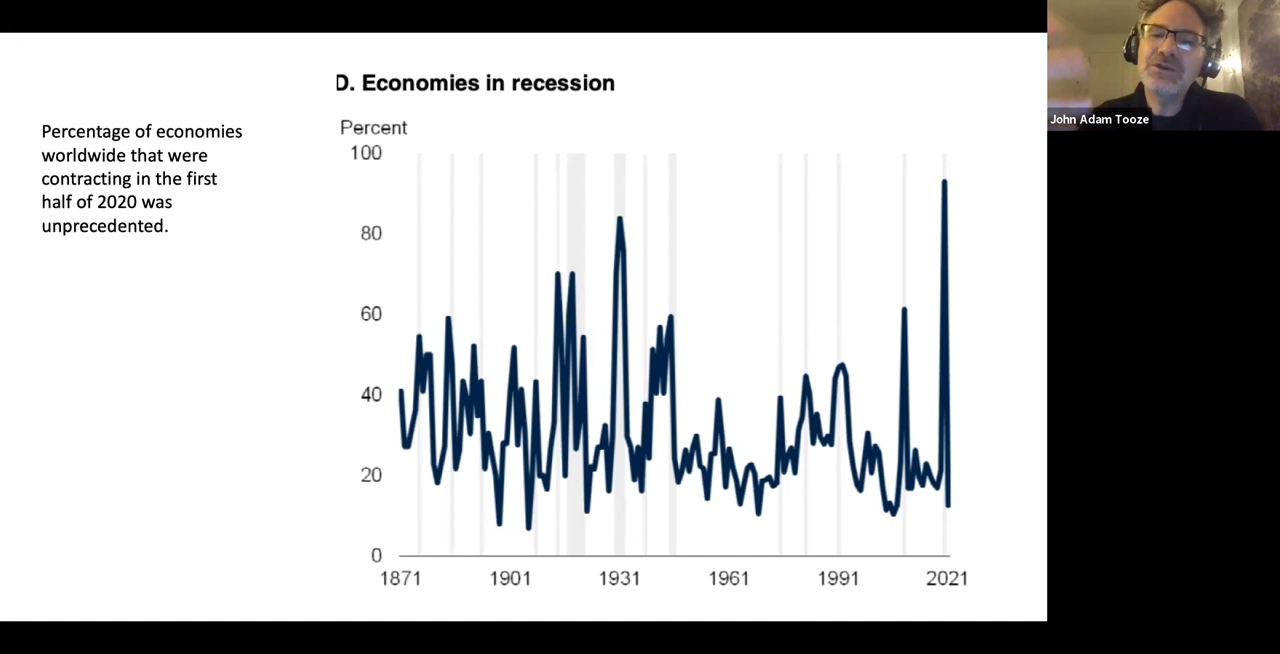 D. Economies in recession
Percentage of economies
worldwide that were
contracting in the first
half of 2020 was
unprecedented.
Percent
100
80
60
40
20
0
1871 1901 1931 1961 1991 2021
John Adam Tooze